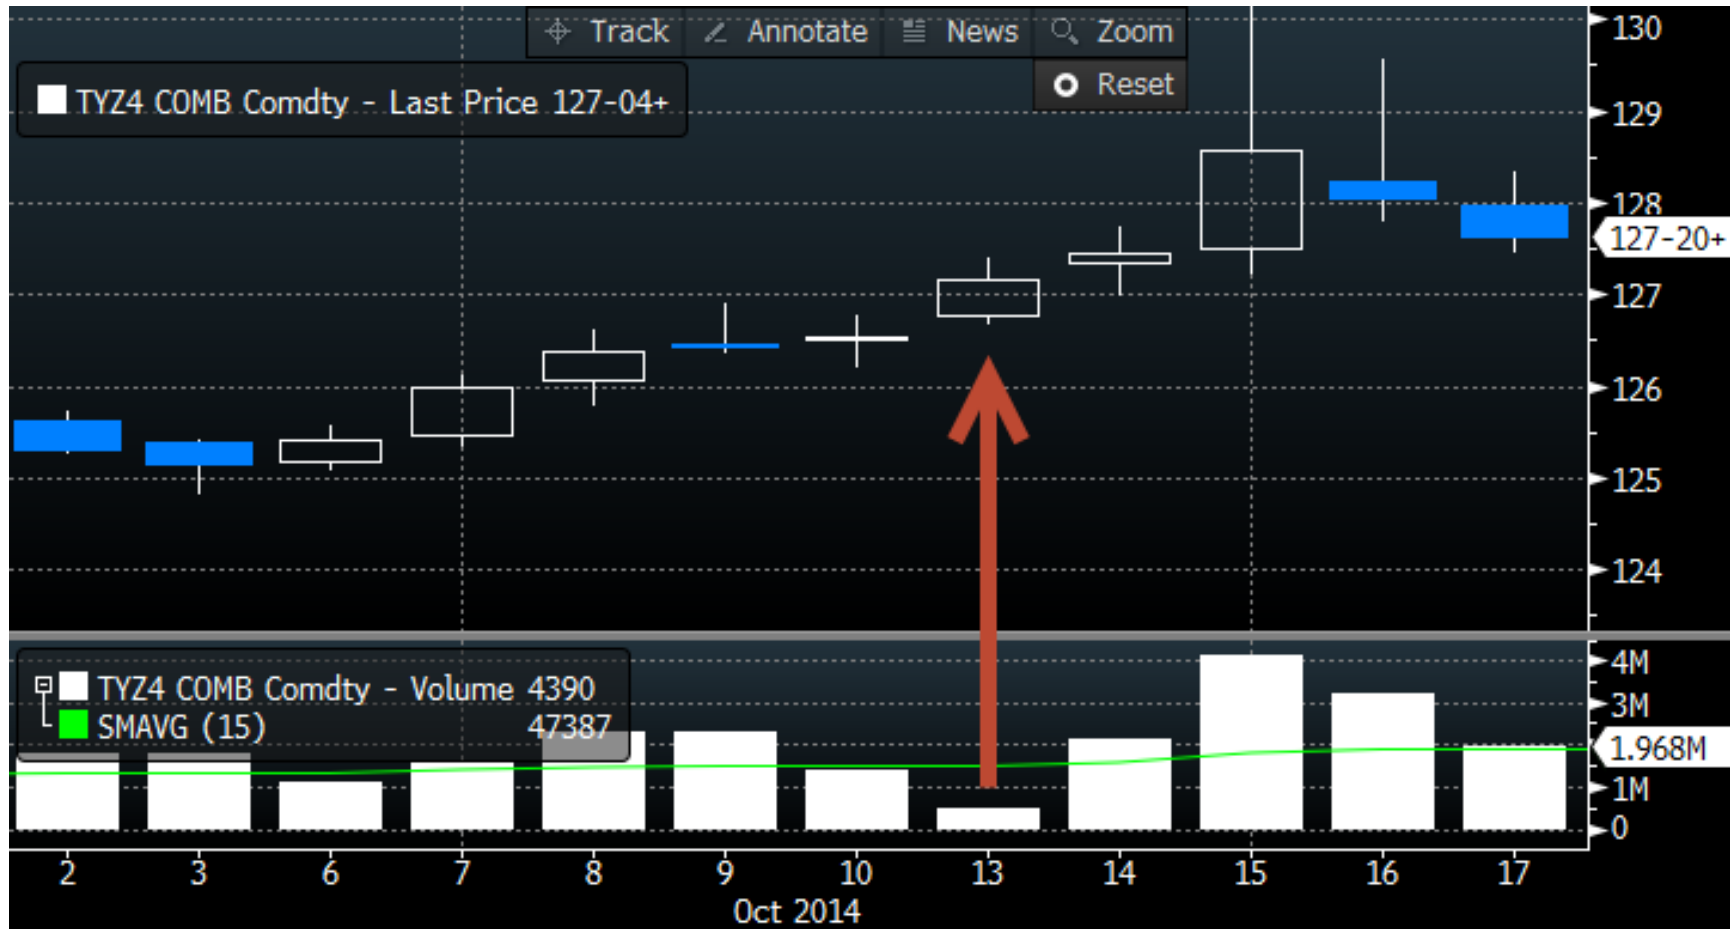 Track Annotate News Zoom
Reset
TYZ4 COMB Comdty - Last Price 127-04+
130
129
128
127-20+
127
126
125
124
TYZ4 COMB Comdty - Volume 4390
SMAVG (15) 47387
4M
3M
1.968M
1M
0
2 3 6 7 8 9 10 13 14 15 16 17
Oct 2014